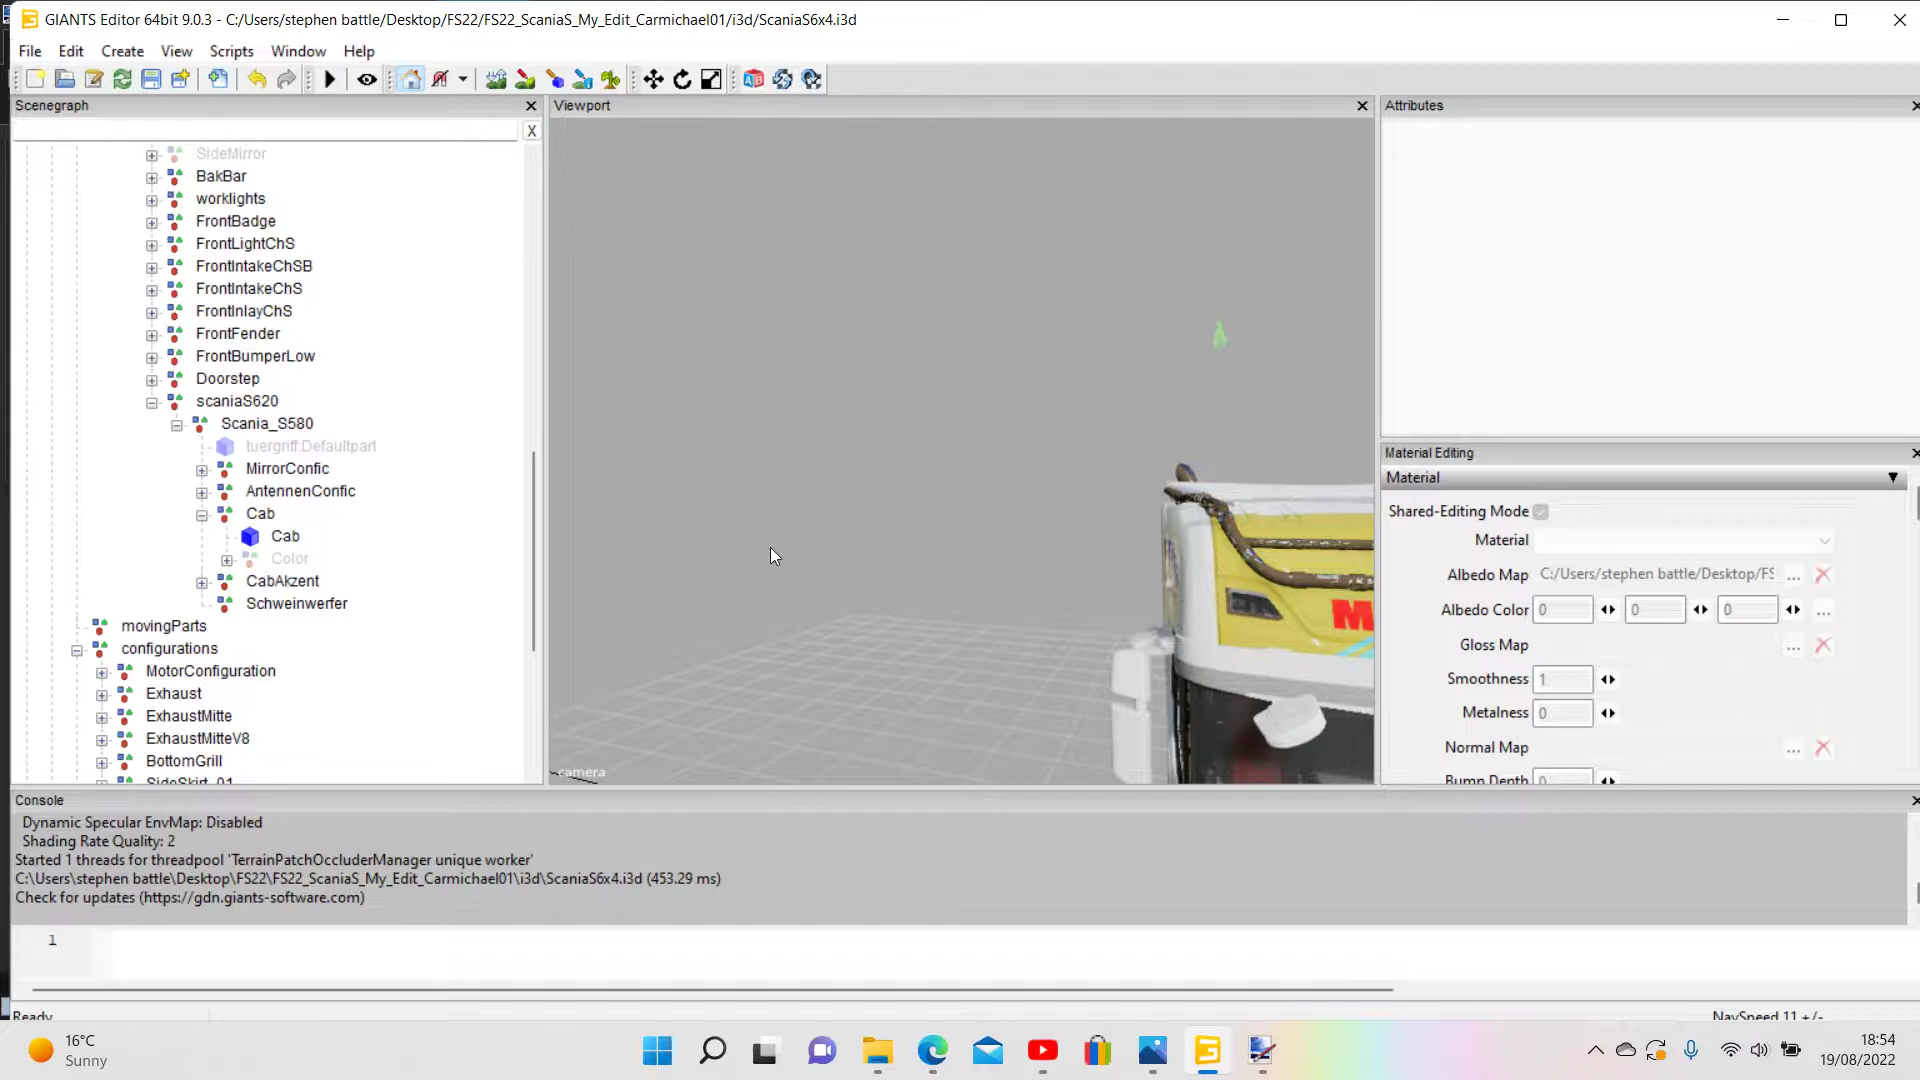 GIANTS Editor 64bit 9.0.3 - C:/Users/stephen battle/Desktop/FS22/FS22_ScaniaS_My_Edit_Carmichael01/i3d/ScaniaS6x4.i3d
File Edit Create View Scripts Window Help
Scenegraph
X
SideMirror
BakBar
worklights
FrontBadge
FrontLightChS
FrontIntakeChSB
FrontIntakeChS
FrontInlayChS
FrontFender
FrontBumperLow
Doorstep
scaniaS620
Scania_S580
tuergriff:Defaultpart
MirrorConfic
AntennenConfic
Cab
Cab
Color
CabAkzent
Schweinwerfer
movingParts
configurations
MotorConfiguration
Exhaust
ExhaustMitte
ExhaustMitteV8
BottomGrill
SideSkirt_01
Viewport
M
camera
Attributes
Material Editing
Material
Shared-Editing Mode
Material
Albedo Map C:/Users/stephen battle/Desktop/FS ...
Albedo Color 0 0 0 ...
Gloss Map ...
Smoothness 1
Metalness 0
Normal Map ...
Bump Depth 0
Console
Dynamic Specular EnvMap: Disabled
Shading Rate Quality: 2
Started 1 threads for threadpool 'TerrainPatchOccluderManager unique worker'
C:\Users\stephen battle\Desktop\FS22\FS22_ScaniaS_My_Edit_Carmichael01\i3d\ScaniaS6x4.i3d (453.29 ms)
Check for updates (https://gdn.giants-software.com)
1
Ready
NavSpeed 11 +/-
16°C
Sunny
18:54
19/08/2022